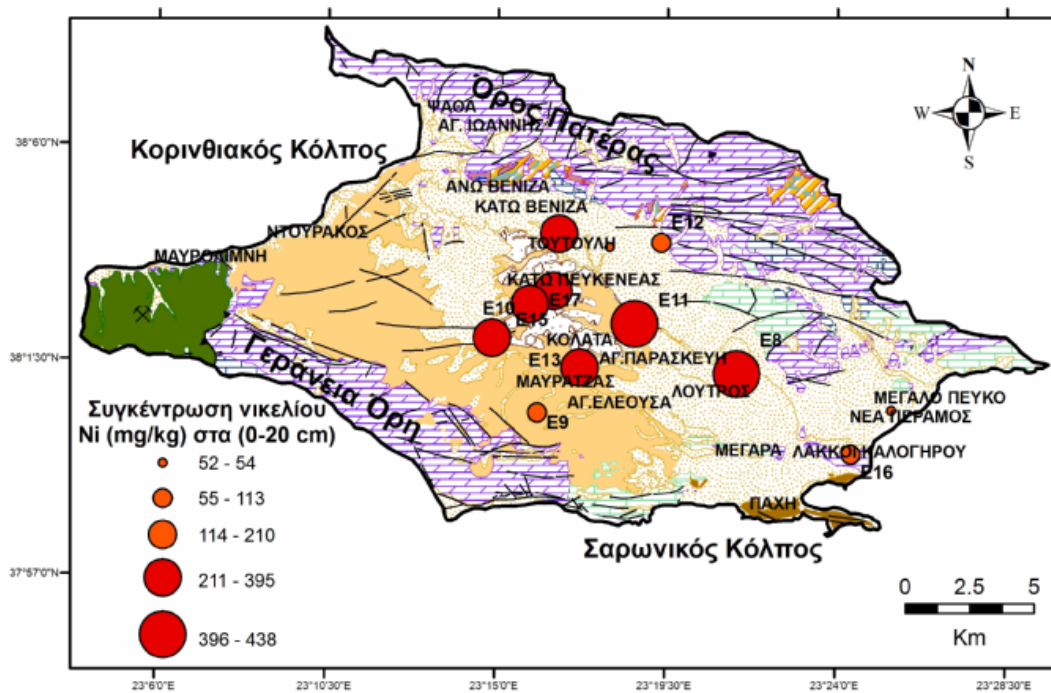 N
W E
S
Όρος Πατέρας
ΨΑΘΑ
ΑΓ. ΙΩΑΝΝΗΣ
38°6'0"N
Κορινθιακός Κόλπος
ΑΝΩ ΒΕΝΙΖΑ
ΚΑΤΩ ΒΕΝΙΖΑ
E12
ΝΤΟΥΡΑΚΟΣ
ΤΟΥΤΟΥΛΗ
ΜΑΥΡΟΛΙΜΝΗ
ΚΑΤΩ ΠΕΥΚΕΝΕΑΣ
E17
E11
E10
E15
ΚΟΛΑΤΑ
E8
38°1'30"N
E13
ΑΓ.ΠΑΡΑΣΚΕΥΗ
Γεράνεια Όρη
ΜΑΥΡΑΤΖΑΣ
ΛΟΥΤΡΟΣ
ΜΕΓΑΛΟ ΠΕΥΚΟ
ΑΓ.ΕΛΕΟΥΣΑ
ΝΕΑ ΠΕΡΑΜΟΣ
E9
Συγκέντρωση νικελίου
Ni (mg/kg) στα (0-20 cm)
ΜΕΓΑΡΑ
ΛΑΚΚΟΙ ΚΑΛΟΓΗΡΟΥ
E16
52 - 54
55 - 113
ΠΑΧΗ
114 - 210
Σαρωνικός Κόλπος
37°57'0"N
211 - 395
0 2.5 5
Km
396 - 438
23°6'0"E 23°10'30"E 23°15'0"E 23°19'30"E 23°24'0"E 23°28'30"E